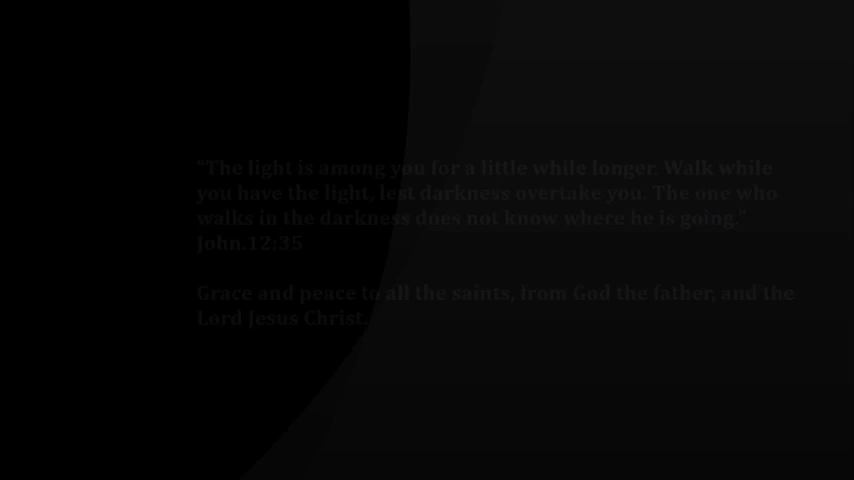 "The light is among you for a little while longer. Walk while
you have the light, lest darkness overtake you. The one who
walks in the darkness does not know where he is going."
John.12:35
Grace and peace to all the saints, from God the father; and the
Lord Jesus Christ.